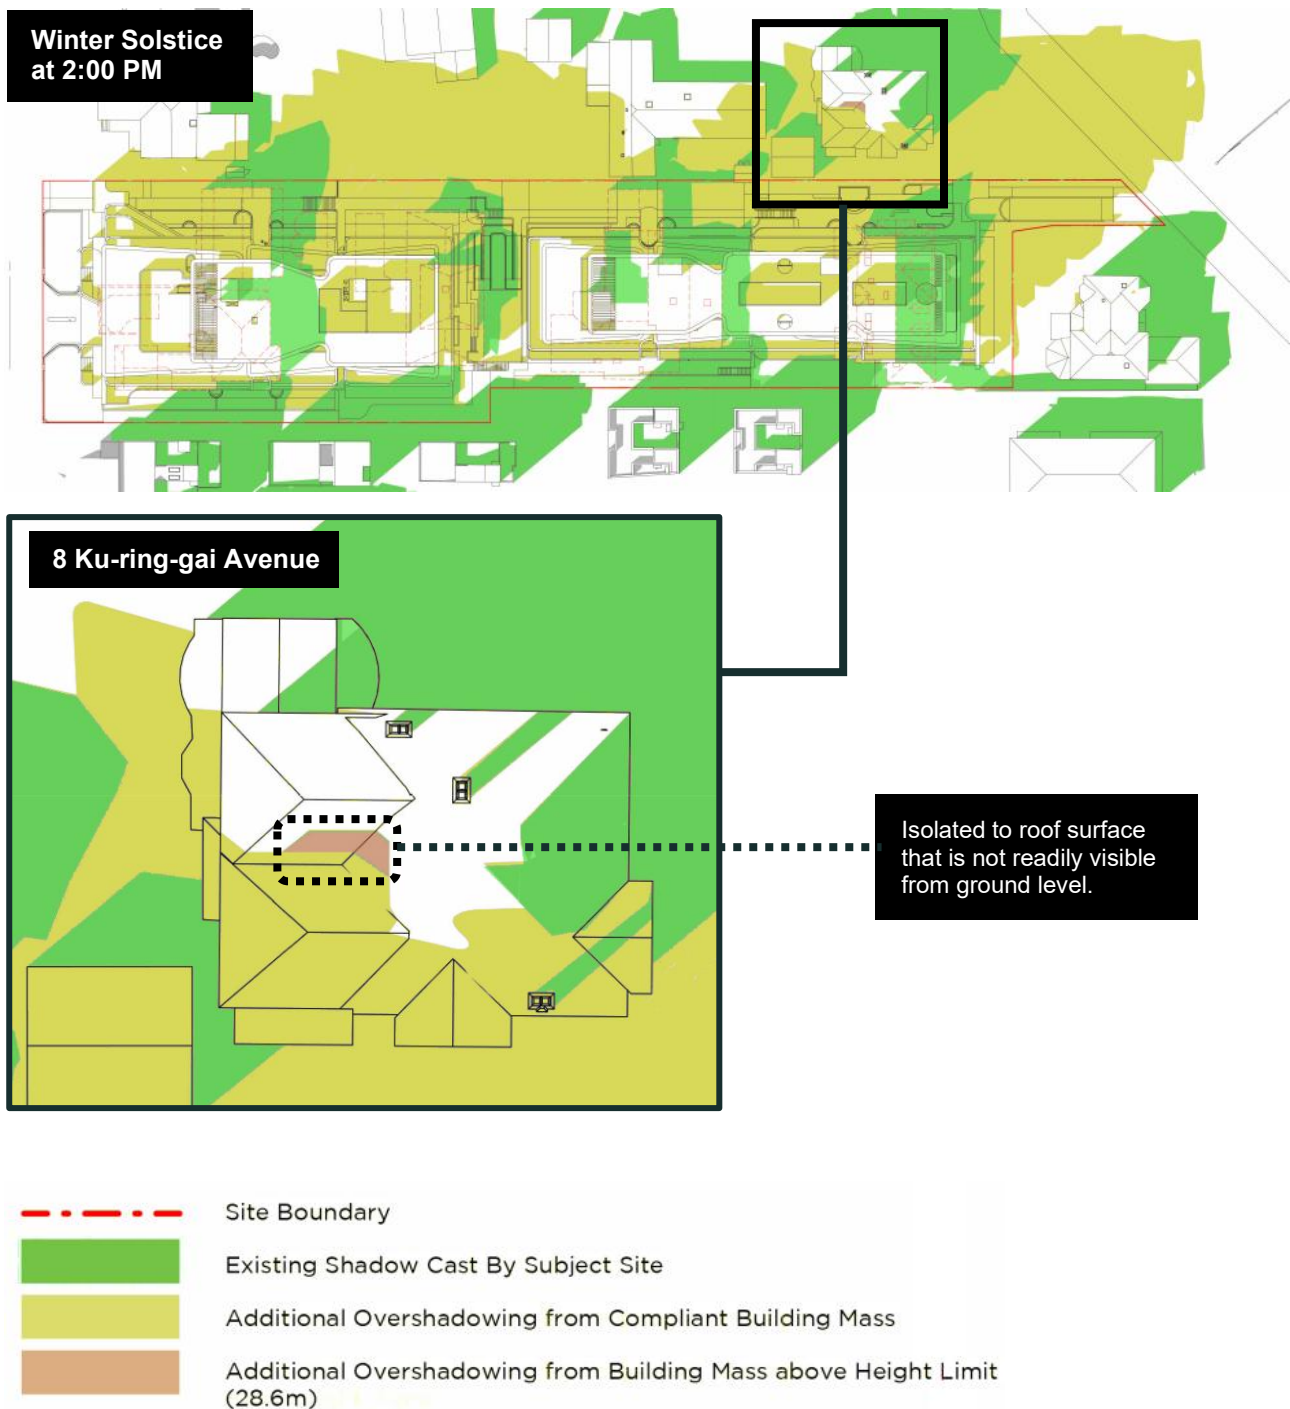 Winter Solstice
at 2:00 PM
8 Ku-ring-gai Avenue
Isolated to roof surface
that is not readily visible
from ground level.
Site Boundary
Existing Shadow Cast By Subject Site
Additional Overshadowing from Compliant Building Mass
Additional Overshadowing from Building Mass above Height Limit
(28.6m)